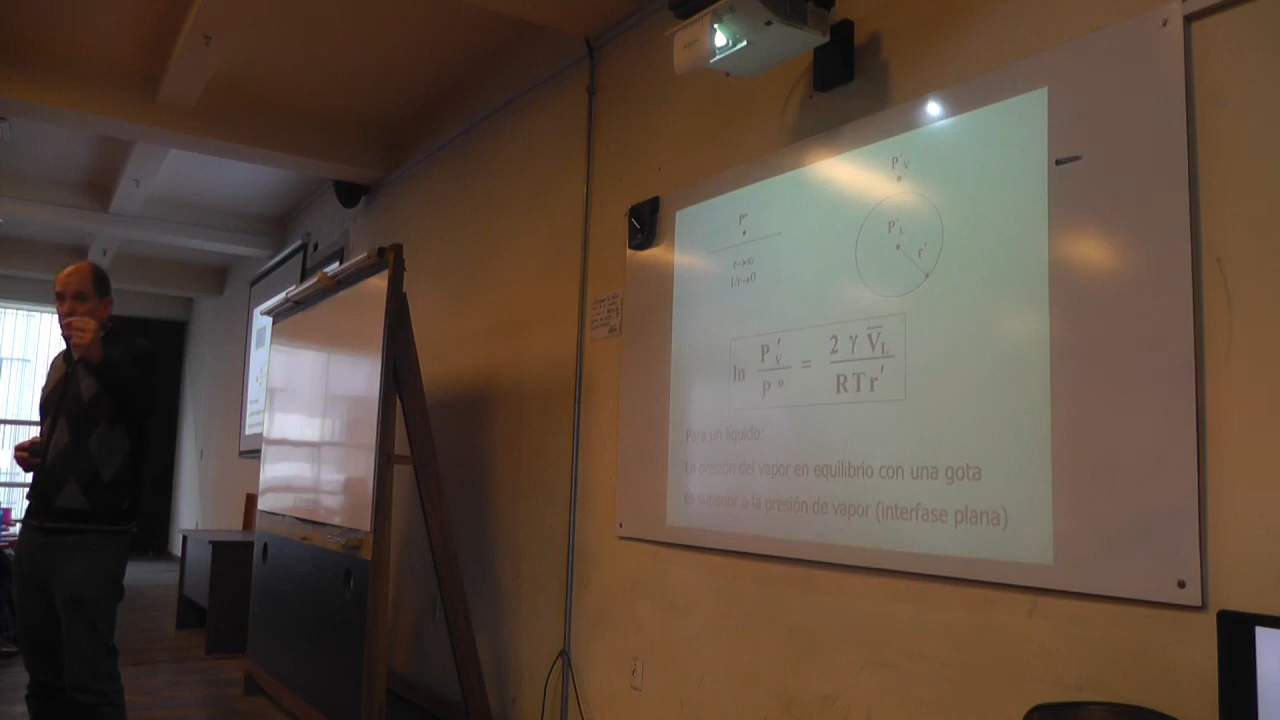 P'V
P°
P'L
r'
r→∞
1/r→0
ln P'V / P° = 2 γ V̅L / RTr'
Para un líquido:
La presión del vapor en equilibrio con una gota
es superior a la presión de vapor (interfase plana)